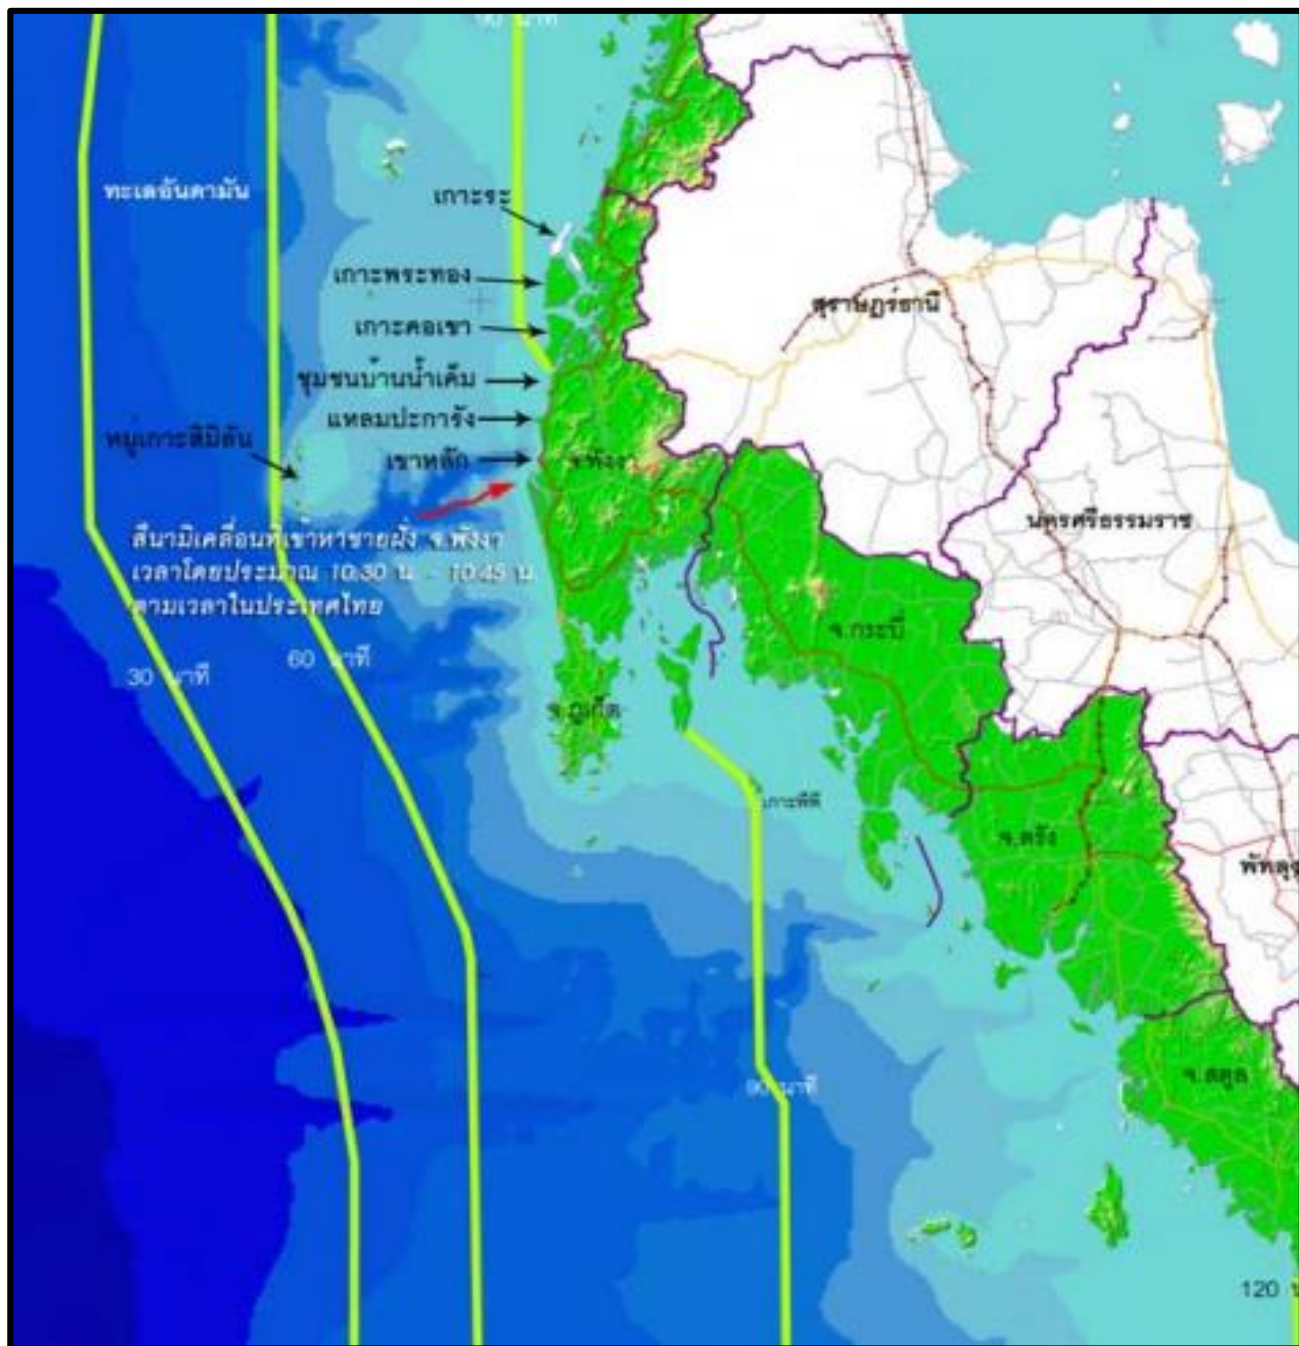 90 นาที
ทะเลอันดามัน
เกาะระ
เกาะพระทอง
สุราษฎร์ธานี
เกาะคอเขา
ชุมชนบ้านน้ำเค็ม
แหลมปะการัง
หมู่เกาะสิมิลัน
เขาหลัก
จ.พังงา
นครศรีธรรมราช
สึนามิเคลื่อนที่เข้าหาชายฝั่ง จ.พังงา
เวลาโดยประมาณ 10:30 น. - 10:45 น.
ตามเวลาในประเทศไทย
จ.กระบี่
60 นาที
30 นาที
จ.ภูเก็ต
เกาะพีพี
จ.ตรัง
พัทลุง
90 นาที
จ.สตูล
120 น